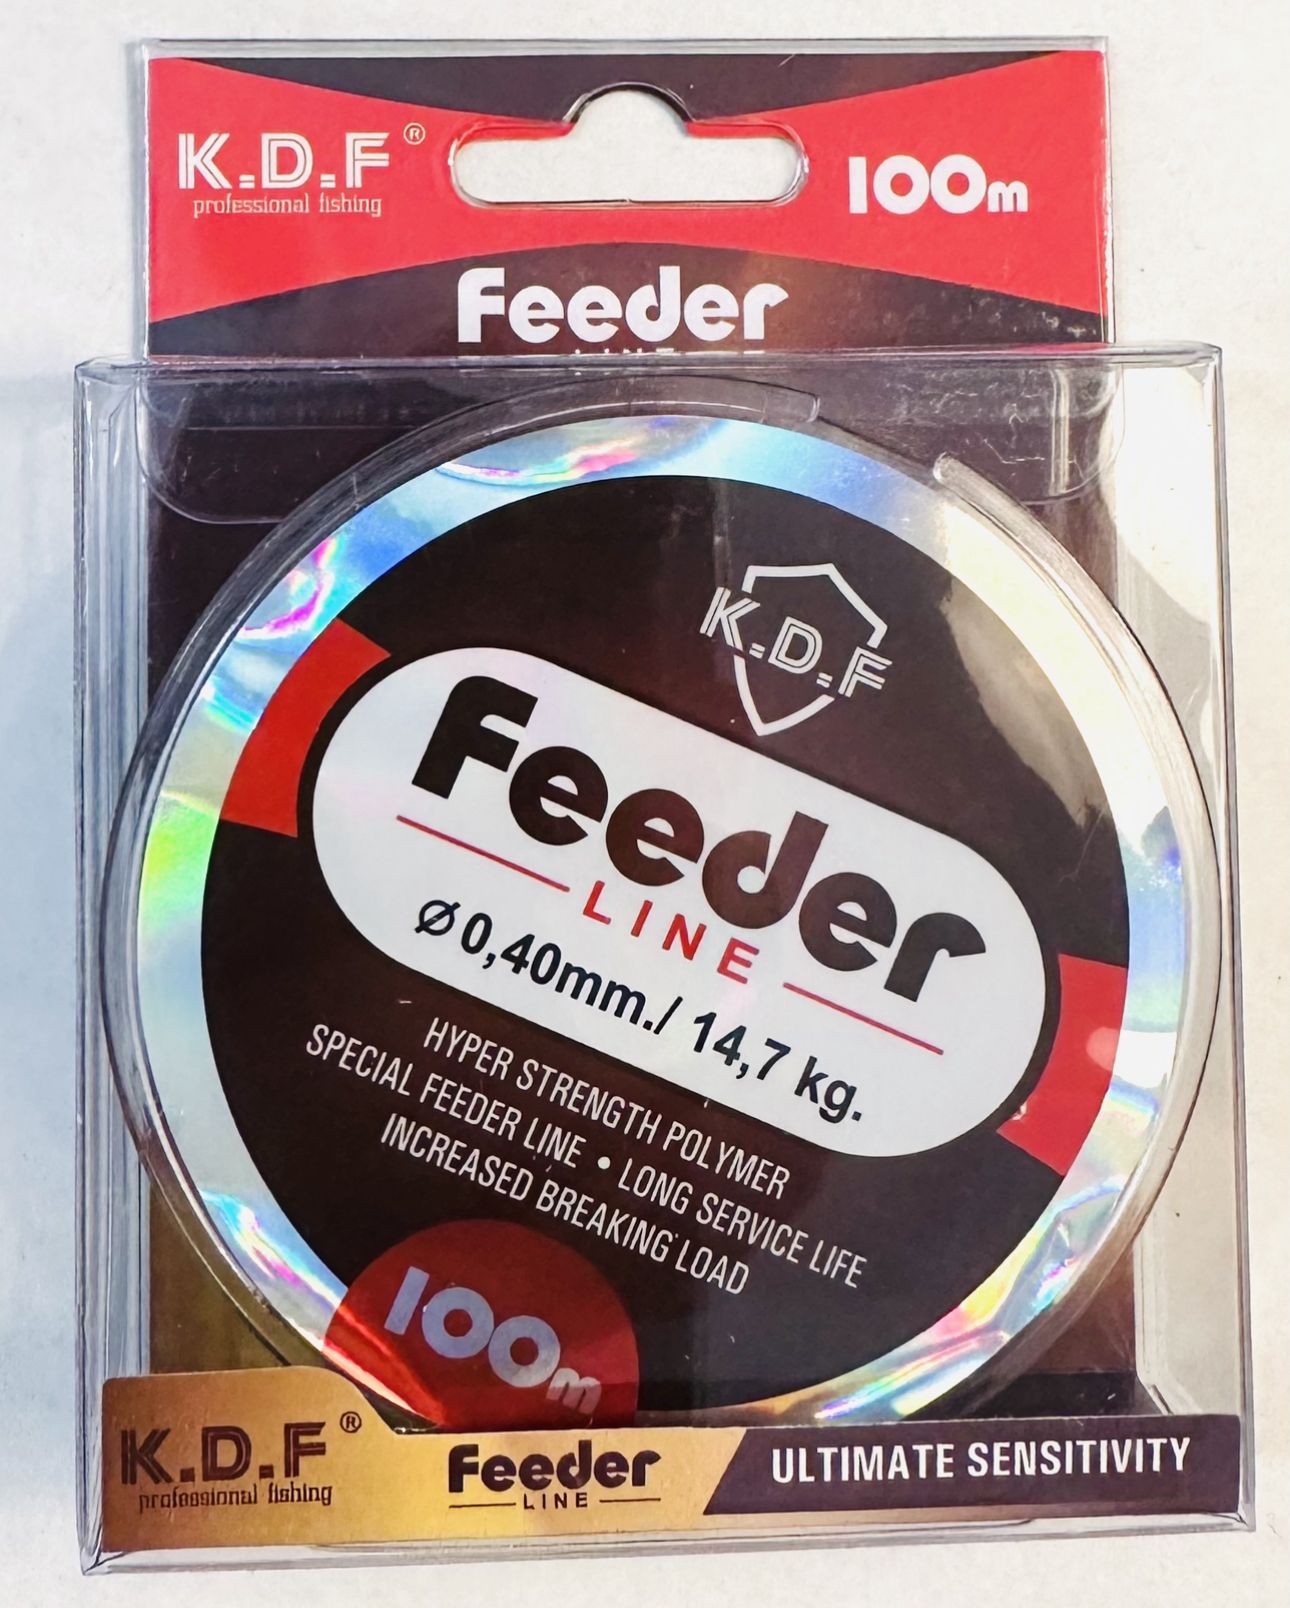 K.D.F®
professional fishing
100m
Feeder
K.D.F
Feeder
LINE
Ø0,40mm./ 14,7 kg.
HYPER STRENGTH POLYMER
SPECIAL FEEDER LINE • LONG SERVICE LIFE
INCREASED BREAKING LOAD
100m
K.D.F®
professional fishing
Feeder
LINE
ULTIMATE SENSITIVITY